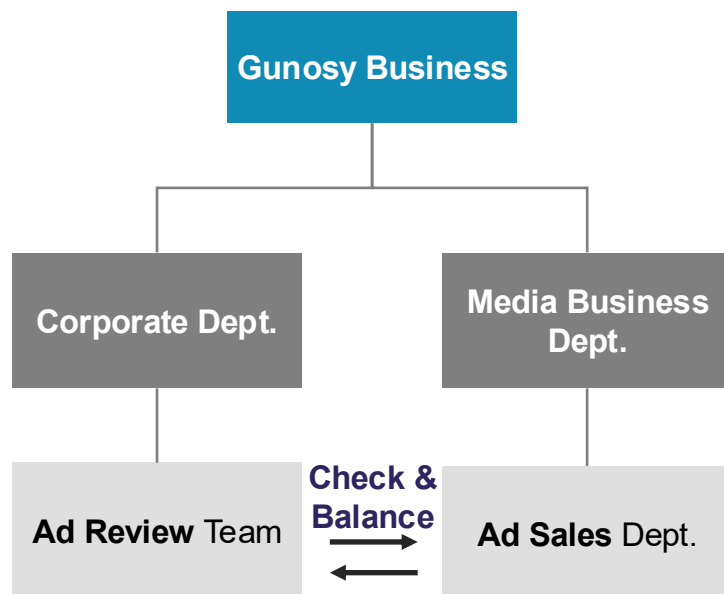 Gunosy Business
Corporate Dept.
Media Business
Dept.
Check &
Balance
Ad Review Team
Ad Sales Dept.